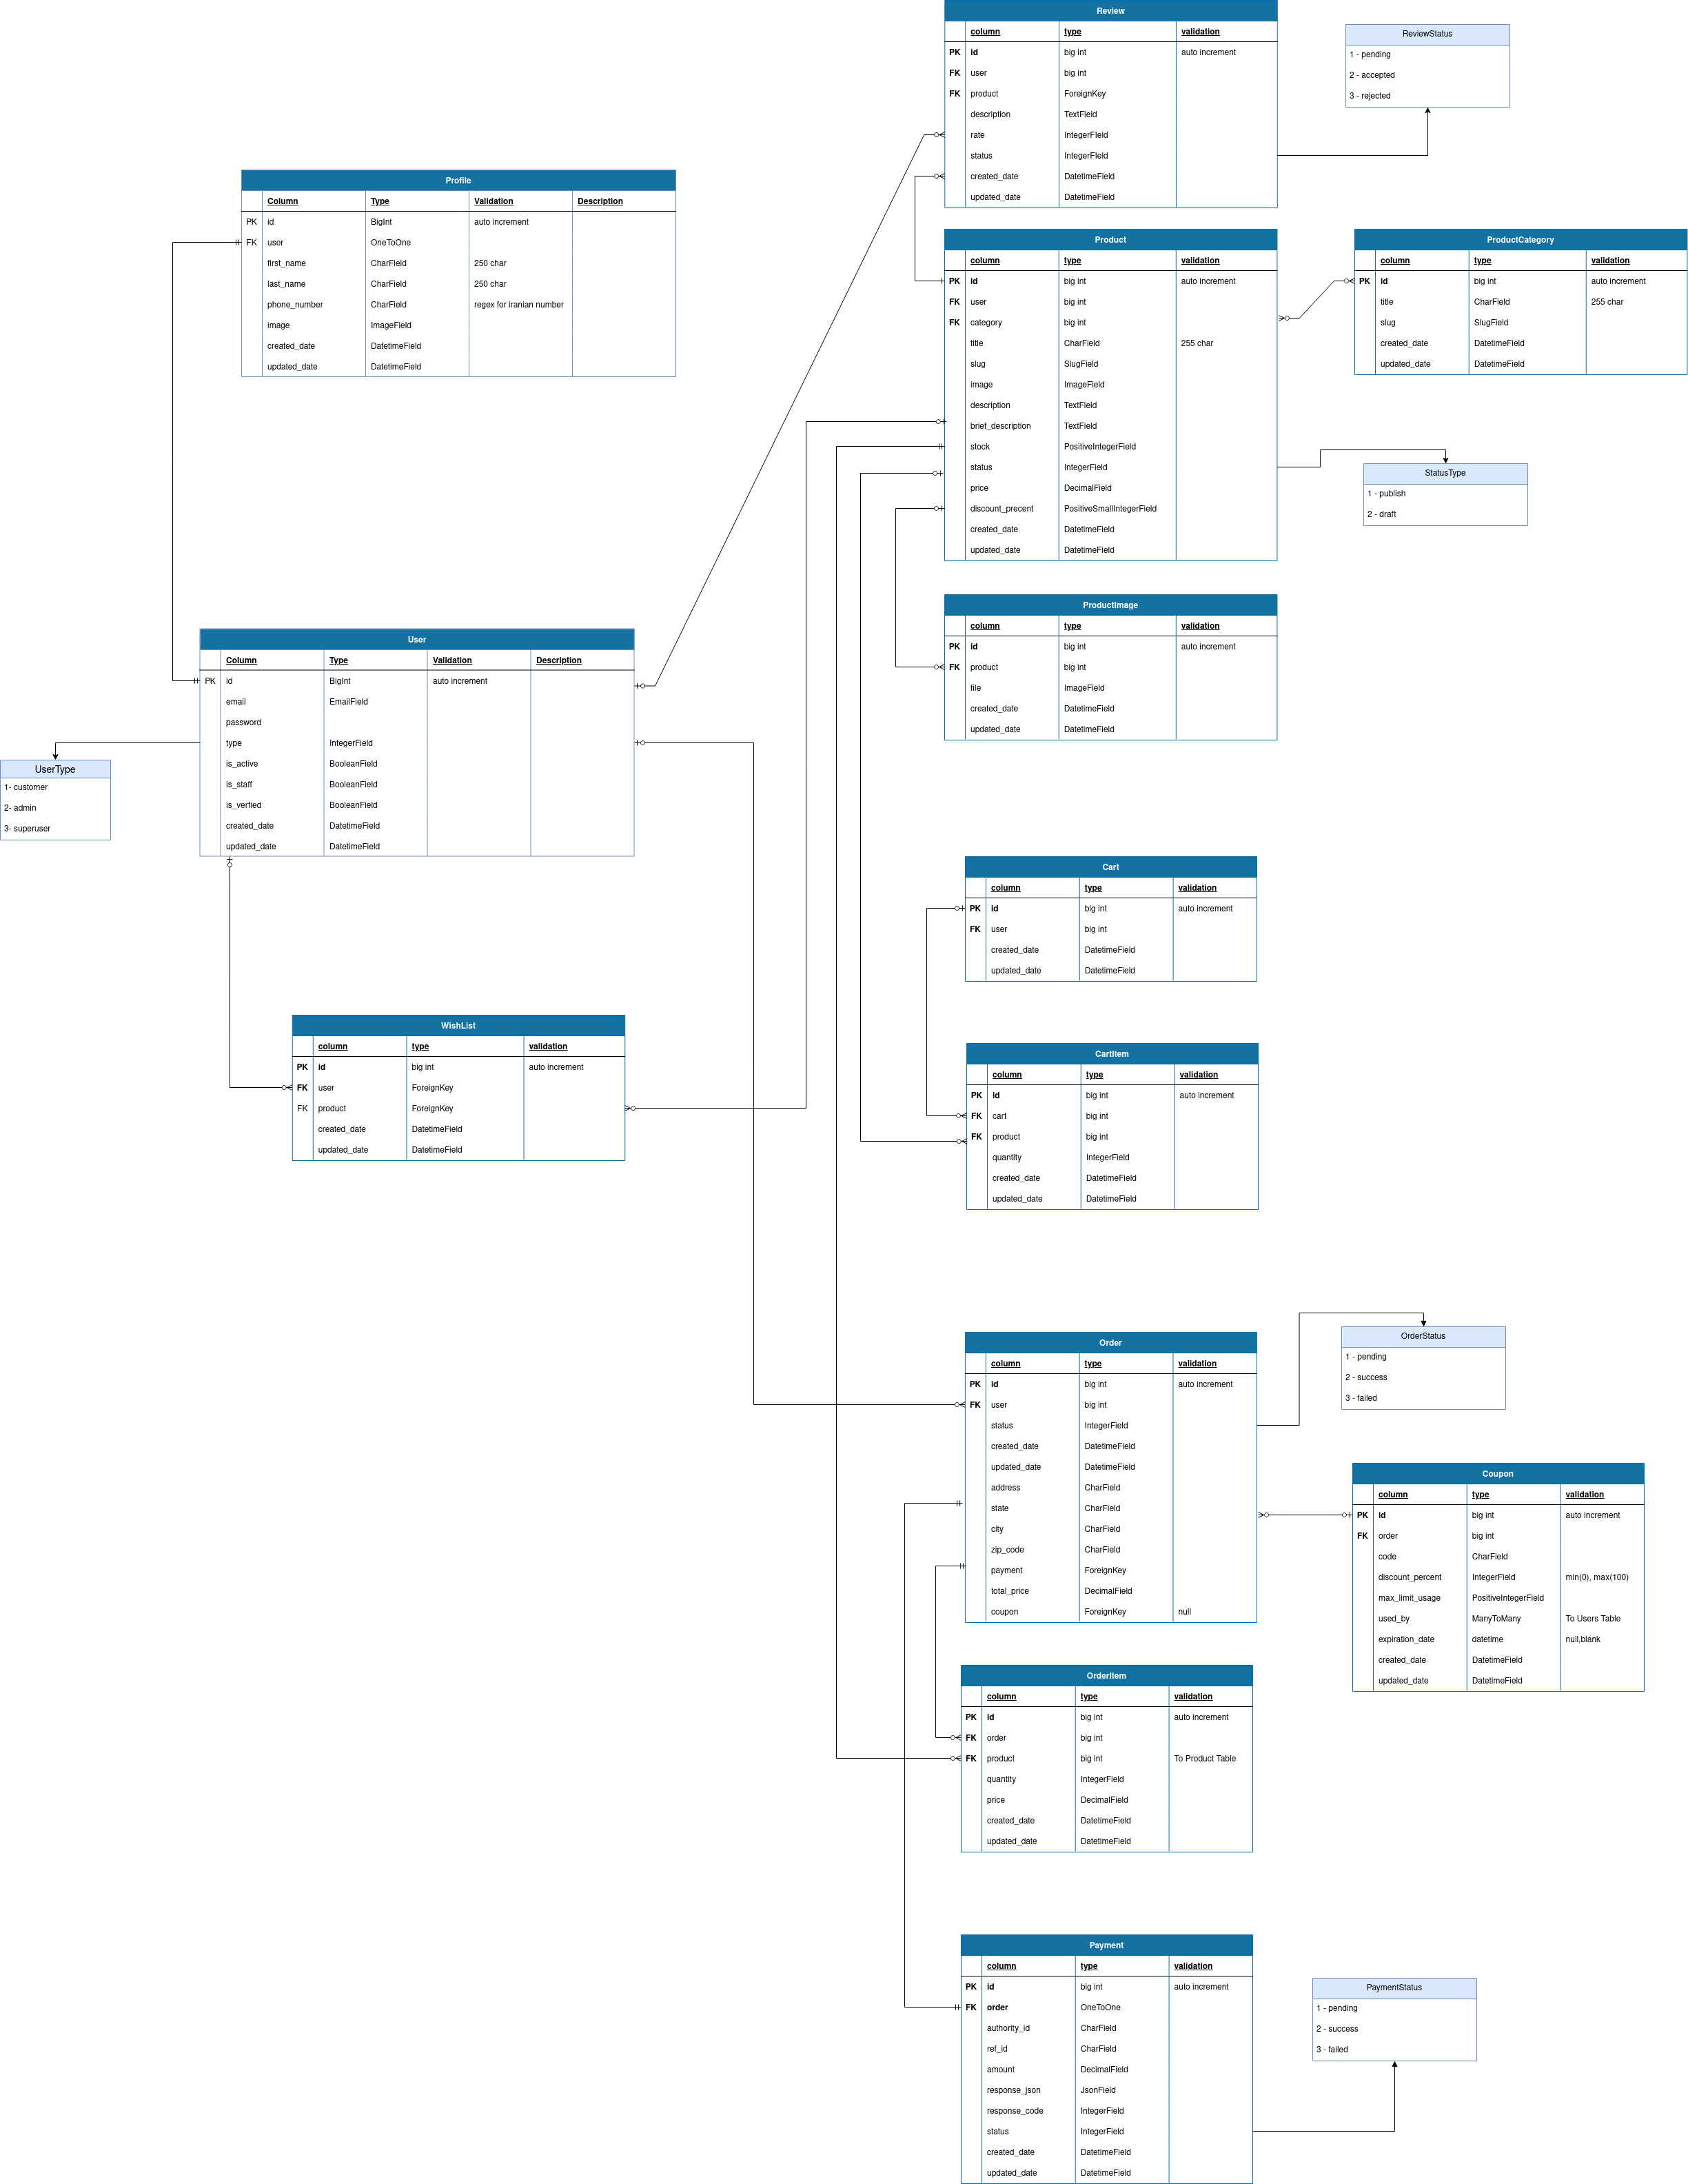 Review
column type validation
PK id big int auto increment
FK user big int
FK product ForeignKey
description TextField
rate IntegerFIeld
status IntegerFIeld
created_date DatetimeField
updated_date DatetimeField
ReviewStatus
1 - pending
2 - accepted
3 - rejected
Profile
Column Type Validation Description
PK id BigInt auto increment
FK user OneToOne
first_name CharField 250 char
last_name CharField 250 char
phone_number CharField regex for iranian number
image ImageField
created_date DatetimeField
updated_date DatetimeField
Product
column type validation
PK id big int auto increment
FK user big int
FK category big int
title CharField 255 char
slug SlugField
image ImageField
description TextField
brief_description TextField
stock PositiveIntegerField
status IntegerField
price DecimalField
discount_precent PositiveSmallIntegerField
created_date DatetimeField
updated_date DatetimeField
ProductCategory
column type validation
PK id big int auto increment
title CharField 255 char
slug SlugField
created_date DatetimeField
updated_date DatetimeField
StatusType
1 - publish
2 - draft
ProductImage
column type validation
PK id big int auto increment
FK product big int
file ImageField
created_date DatetimeField
updated_date DatetimeField
User
Column Type Validation Description
PK id BigInt auto increment
email EmailField
password
type IntegerField
is_active BooleanField
is_staff BooleanField
is_verfied BooleanField
created_date DatetimeField
updated_date DatetimeField
UserType
1- customer
2- admin
3- superuser
Cart
column type validation
PK id big int auto increment
FK user big int
created_date DatetimeField
updated_date DatetimeField
WishList
column type validation
PK id big int auto increment
FK user ForeignKey
FK product ForeignKey
created_date DatetimeField
updated_date DatetimeField
CartItem
column type validation
PK id big int auto increment
FK cart big int
FK product big int
quantity IntegerField
created_date DatetimeField
updated_date DatetimeField
Order
column type validation
PK id big int auto increment
FK user big int
status IntegerField
created_date DatetimeField
updated_date DatetimeField
address CharField
state CharField
city CharField
zip_code CharField
payment ForeignKey
total_price DecimalField
coupon ForeignKey null
OrderStatus
1 - pending
2 - success
3 - failed
Coupon
column type validation
PK id big int auto increment
FK order big int
code CharField
discount_percent IntegerField min(0), max(100)
max_limit_usage PositiveIntegerField
used_by ManyToMany To Users Table
expiration_date datetime null,blank
created_date DatetimeField
updated_date DatetimeField
OrderItem
column type validation
PK id big int auto increment
FK order big int
FK product big int To Product Table
quantity IntegerField
price DecimalField
created_date DatetimeField
updated_date DatetimeField
Payment
column type validation
PK id big int auto increment
FK order OneToOne
authority_id CharField
ref_id CharField
amount DecimalField
response_json JsonField
response_code IntegerField
status IntegerField
created_date DatetimeField
updated_date DatetimeField
PaymentStatus
1 - pending
2 - success
3 - failed